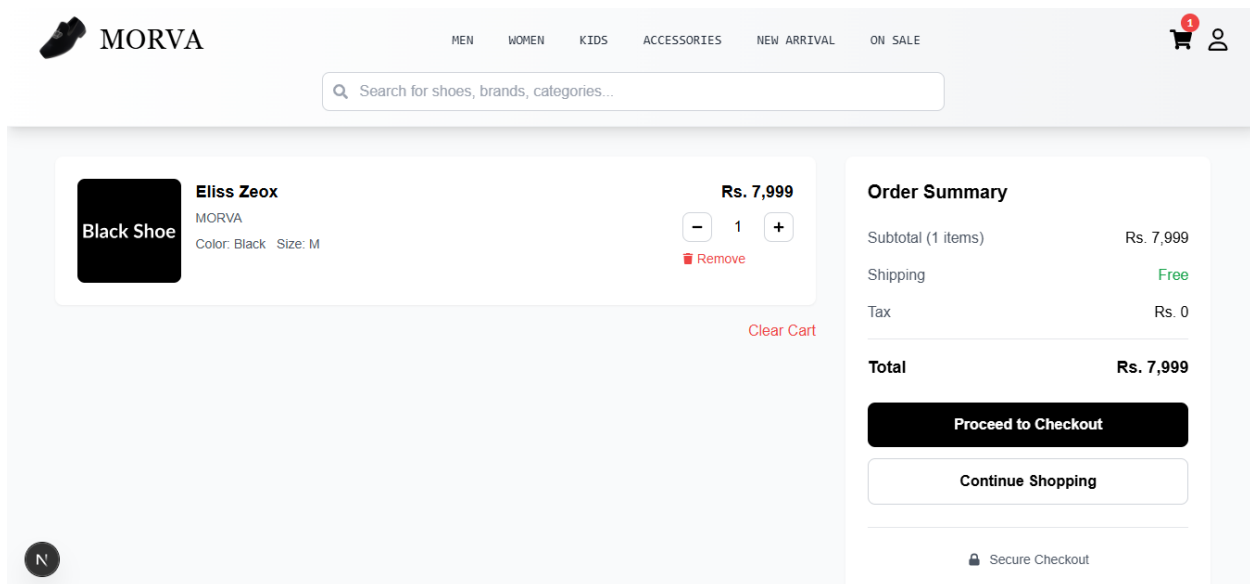 MORVA
MEN WOMEN KIDS ACCESSORIES NEW ARRIVAL ON SALE
1
Search for shoes, brands, categories...
Black Shoe
Eliss Zeox
MORVA
Color: Black Size: M
Rs. 7,999
− 1 +
Remove
Clear Cart
Order Summary
Subtotal (1 items) Rs. 7,999
Shipping Free
Tax Rs. 0
Total Rs. 7,999
Proceed to Checkout
Continue Shopping
Secure Checkout
N